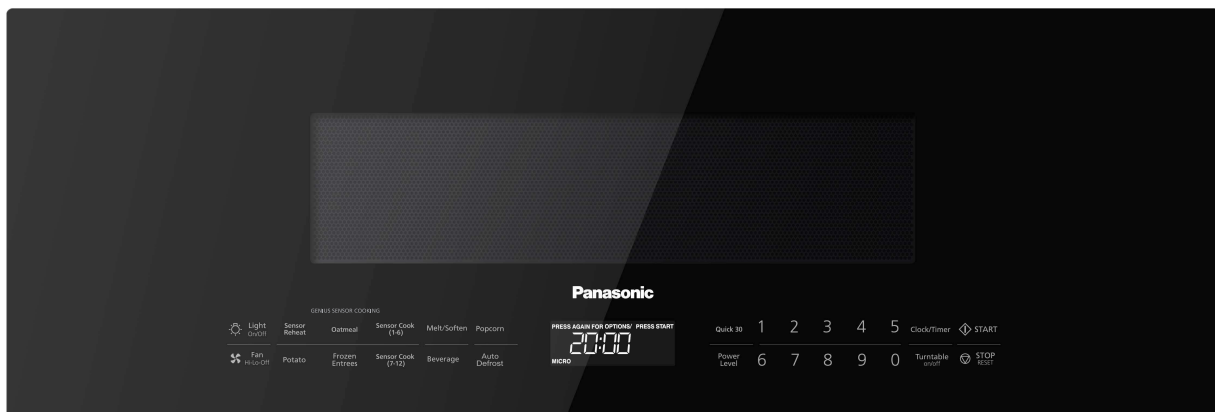 Panasonic
GENIUS SENSOR COOKING
Light
On/Off
Sensor
Reheat
Oatmeal
Sensor Cook
(1-6)
Melt/Soften
Popcorn
Fan
Hi-Lo-Off
Potato
Frozen
Entrees
Sensor Cook
(7-12)
Beverage
Auto
Defrost
PRESS AGAIN FOR OPTIONS/ PRESS START
20:00
MICRO
Quick 30
1 2 3 4 5
Clock/Timer
START
Power
Level
6 7 8 9 0
Turntable
on/off
STOP
RESET